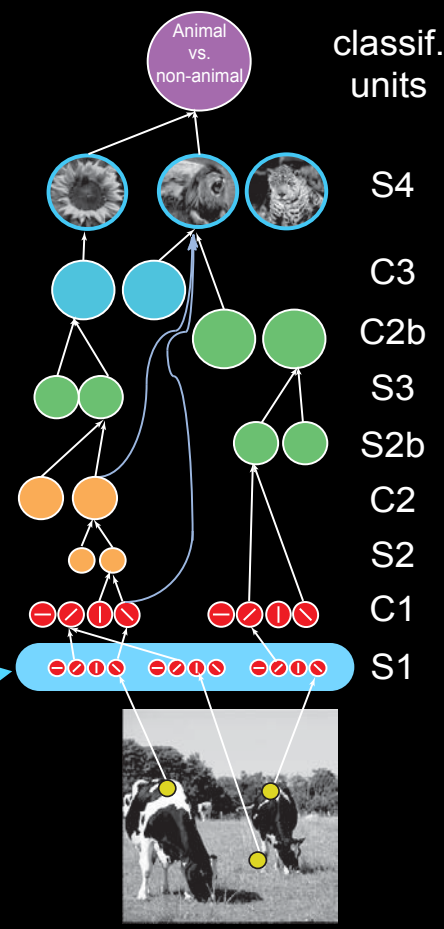 Animal
vs.
non-animal
classif.
units
S4
C3
C2b
S3
S2b
C2
S2
C1
S1